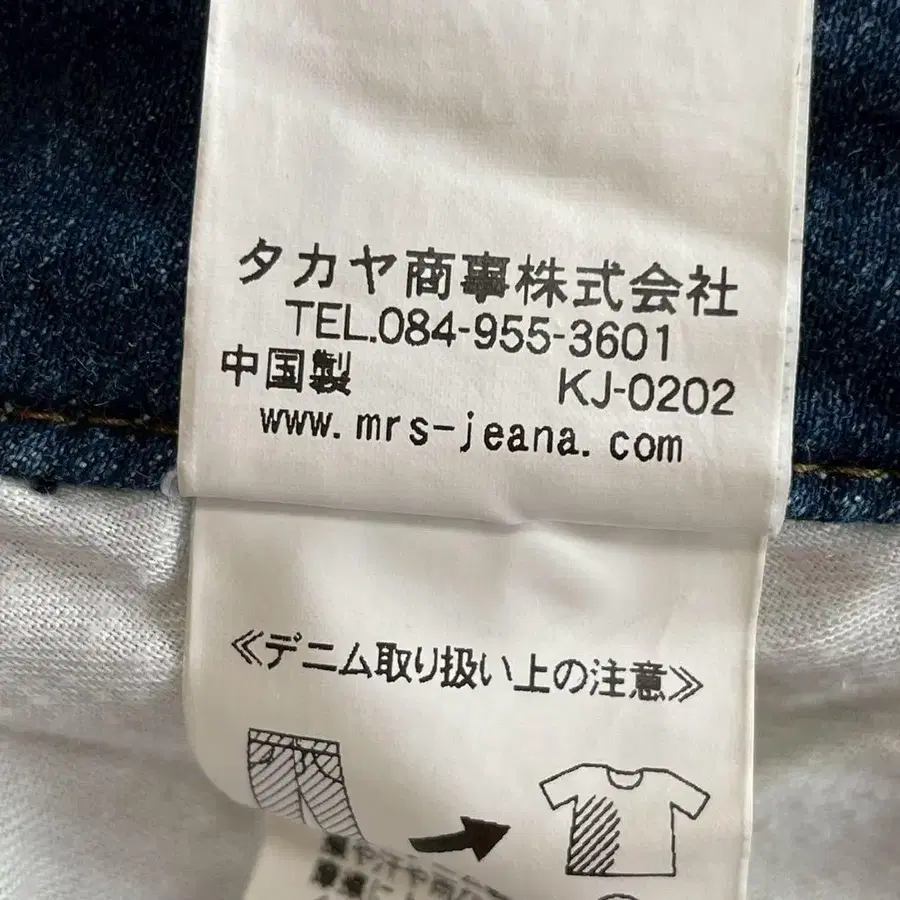 タカヤ商事株式会社
TEL.084-955-3601
中国製 KJ-0202
www.mrs-jeana.com
≪デニム取り扱い上の注意≫